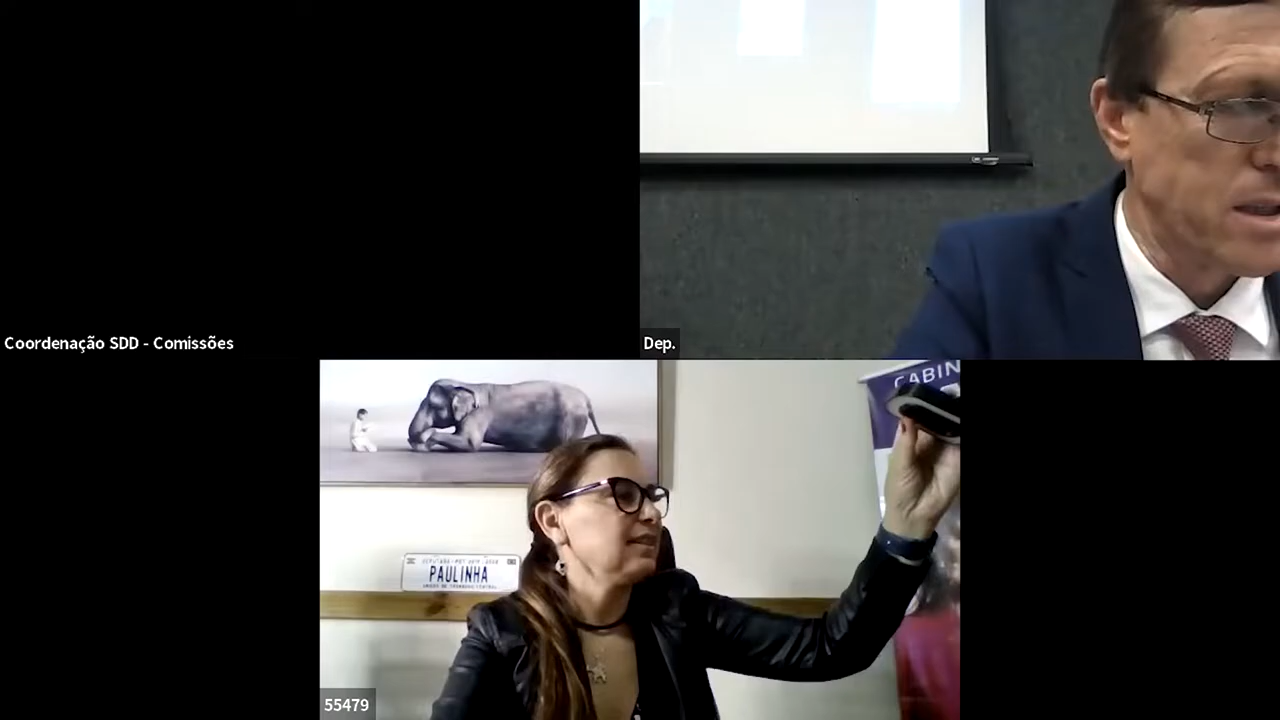 Coordenação SDD - Comissões
Dep.
CABIN
PAULINHA
55479